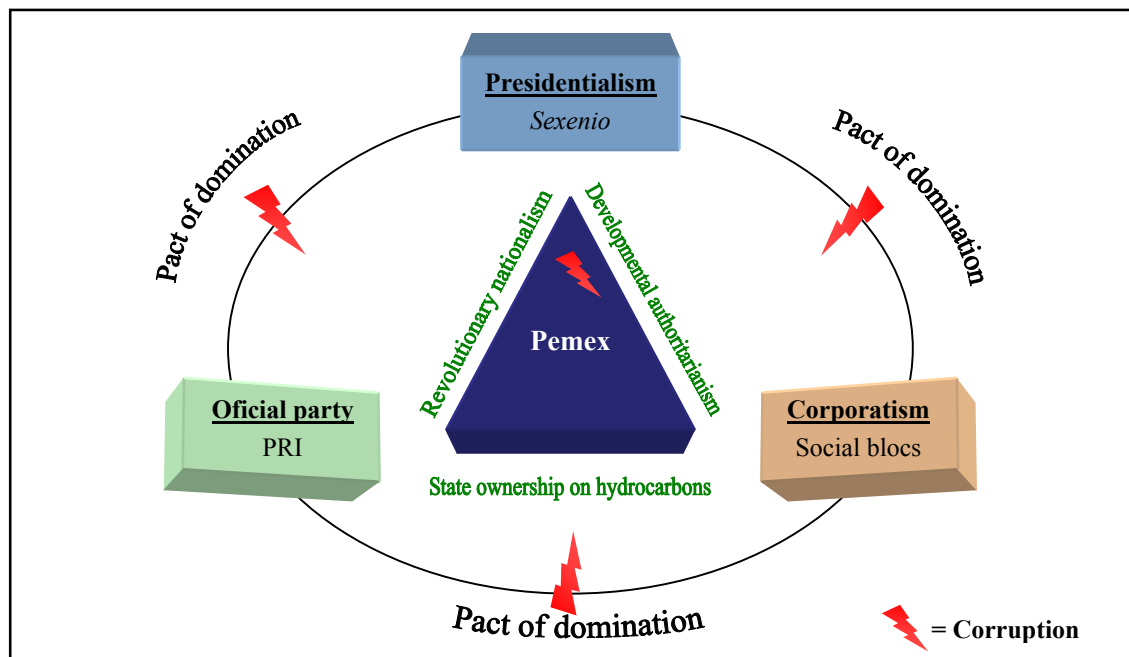 Presidentialism
Sexenio
Pact of domination
Pact of domination
Revolutionary nationalism
Developmental authoritarianism
Pemex
Oficial party
PRI
Corporatism
Social blocs
State ownership on hydrocarbons
Pact of domination
= Corruption